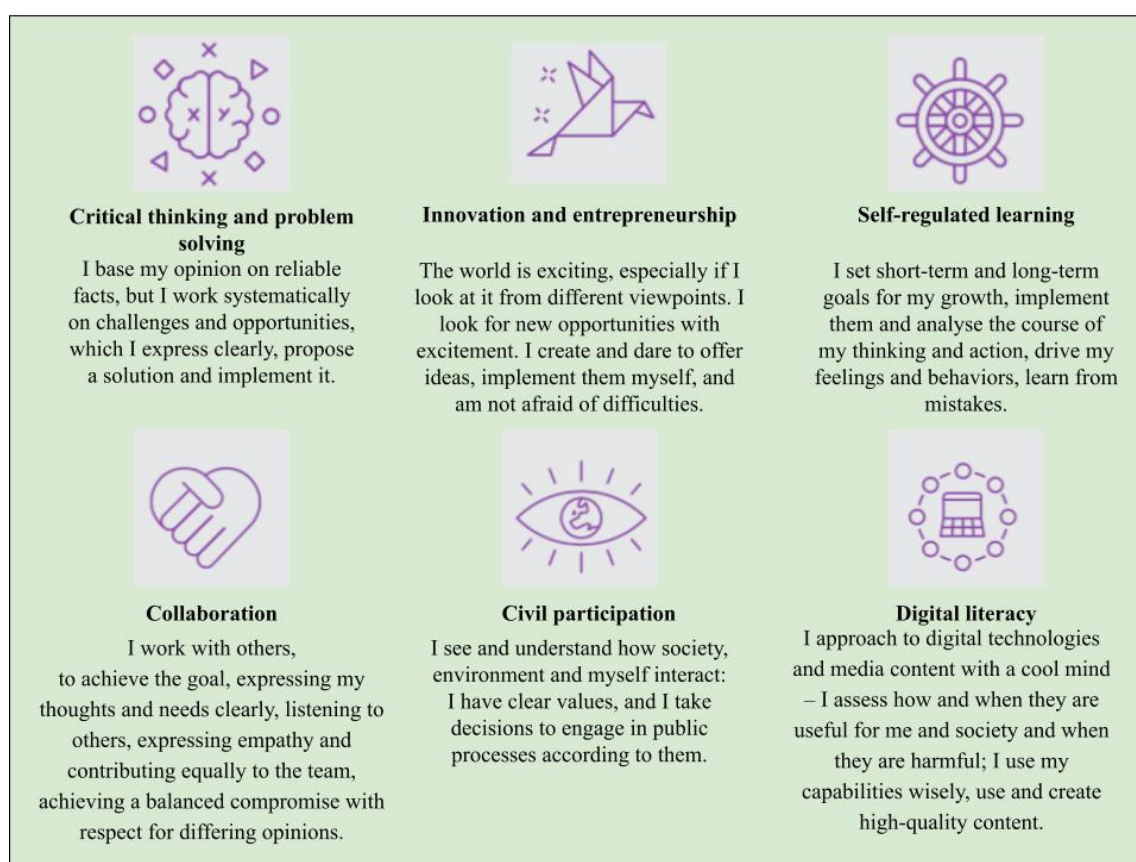 Critical thinking and problem
solving
I base my opinion on reliable
facts, but I work systematically
on challenges and opportunities,
which I express clearly, propose
a solution and implement it.
Innovation and entrepreneurship
The world is exciting, especially if I
look at it from different viewpoints. I
look for new opportunities with
excitement. I create and dare to offer
ideas, implement them myself, and
am not afraid of difficulties.
Self-regulated learning
I set short-term and long-term
goals for my growth, implement
them and analyse the course of
my thinking and action, drive my
feelings and behaviors, learn from
mistakes.
Collaboration
I work with others,
to achieve the goal, expressing my
thoughts and needs clearly, listening to
others, expressing empathy and
contributing equally to the team,
achieving a balanced compromise with
respect for differing opinions.
Civil participation
I see and understand how society,
environment and myself interact:
I have clear values, and I take
decisions to engage in public
processes according to them.
Digital literacy
I approach to digital technologies
and media content with a cool mind
– I assess how and when they are
useful for me and society and when
they are harmful; I use my
capabilities wisely, use and create
high-quality content.